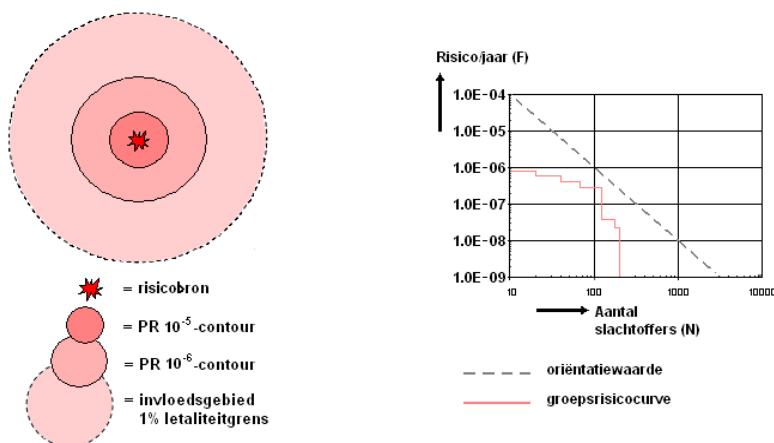 = risicobron
= PR 10⁻⁵-contour
= PR 10⁻⁶-contour
= invloedsgebied
1% letaliteitgrens
Risico/jaar (F)
1.0E-04
1.0E-05
1.0E-06
1.0E-07
1.0E-08
1.0E-09
10 100 1000 10000
Aantal
slachtoffers (N)
oriëntatiewaarde
groepsrisicocurve